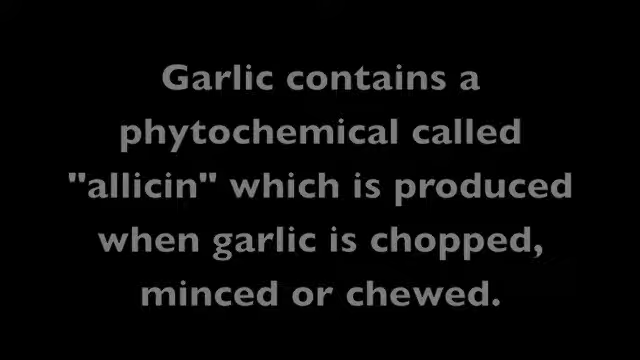 Garlic contains a
phytochemical called
"allicin" which is produced
when garlic is chopped,
minced or chewed.